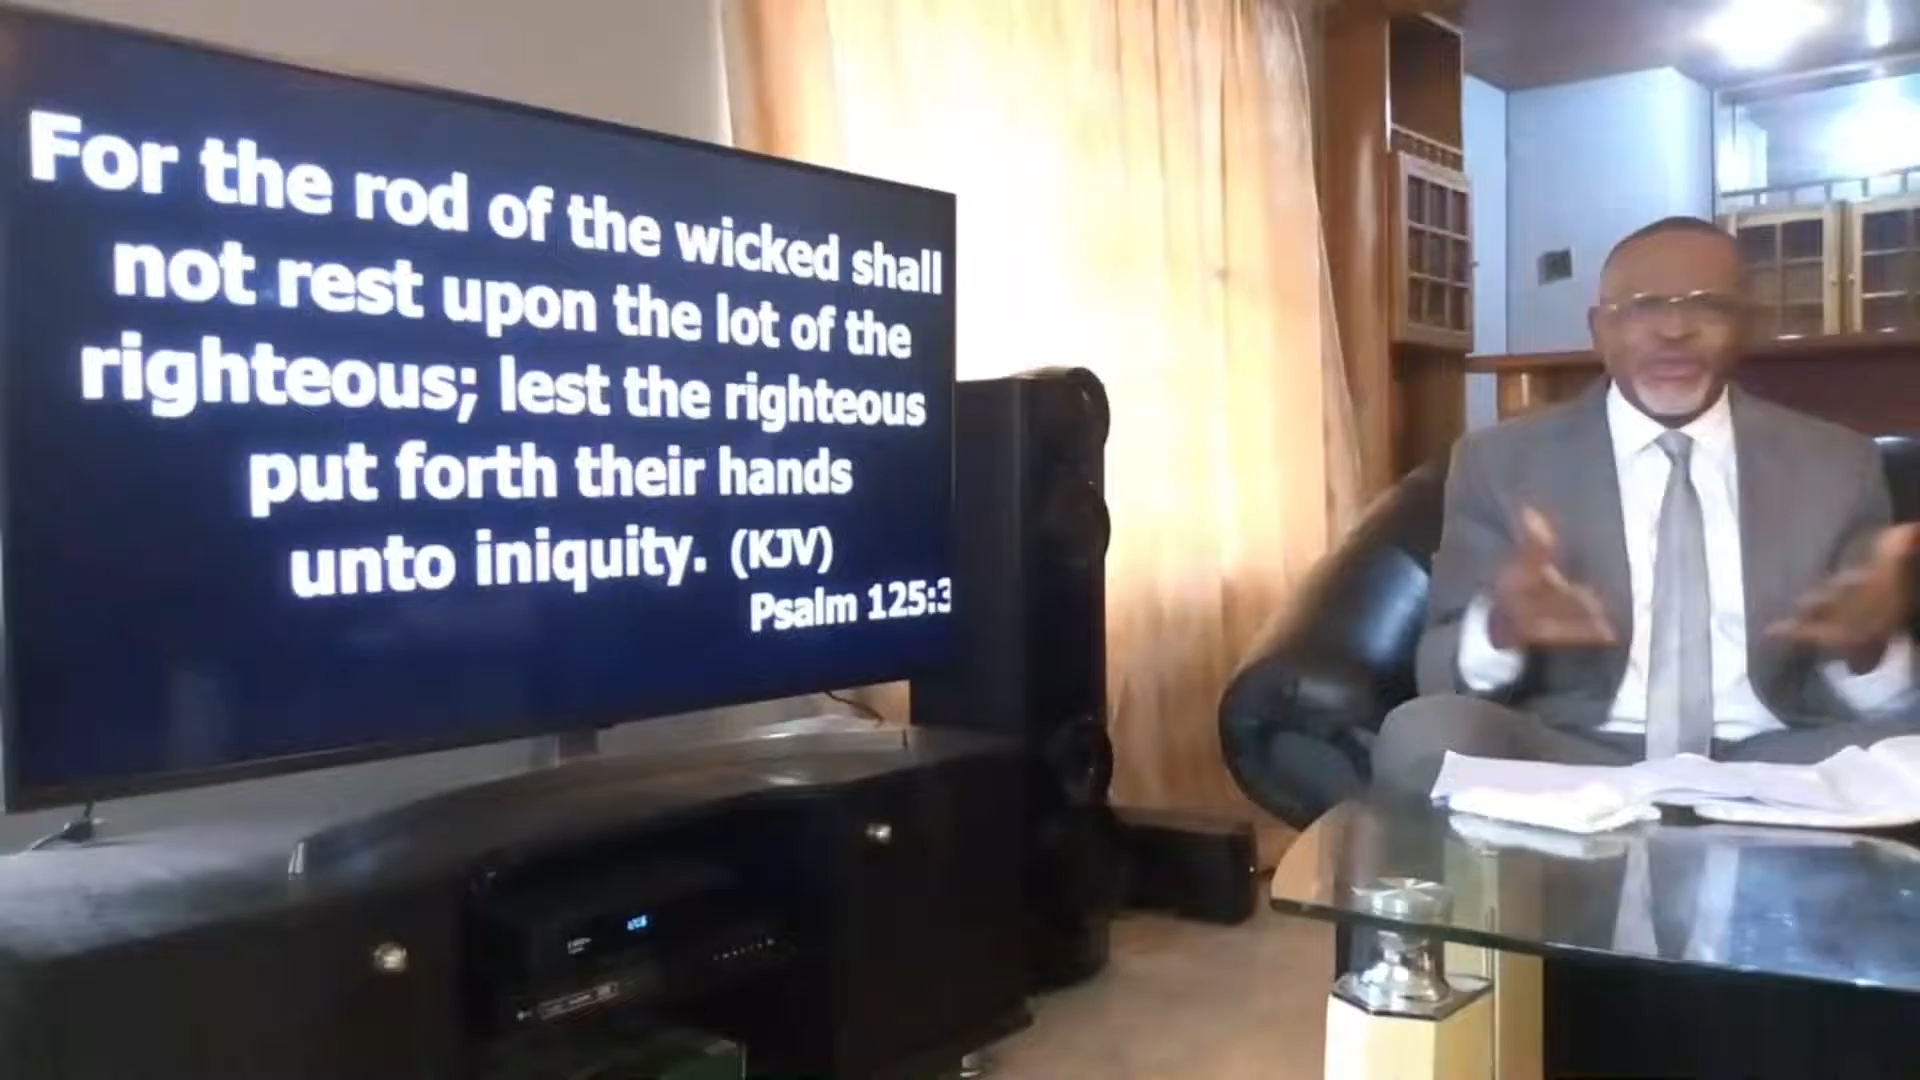 For the rod of the wicked shall
not rest upon the lot of the
righteous; lest the righteous
put forth their hands
unto iniquity. (KJV)
Psalm 125:3